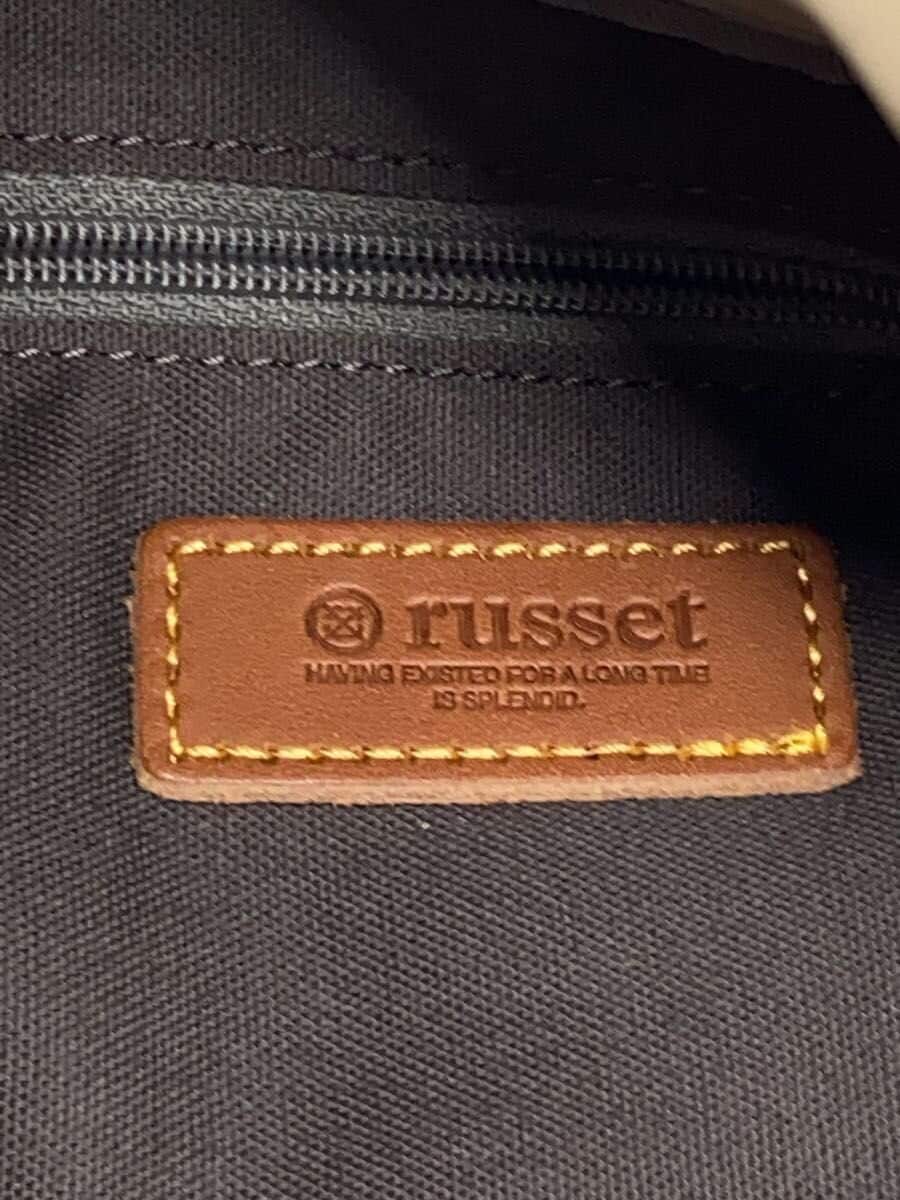 russet
HAVING EXISTED FOR A LONG TIME
IS SPLENDID.